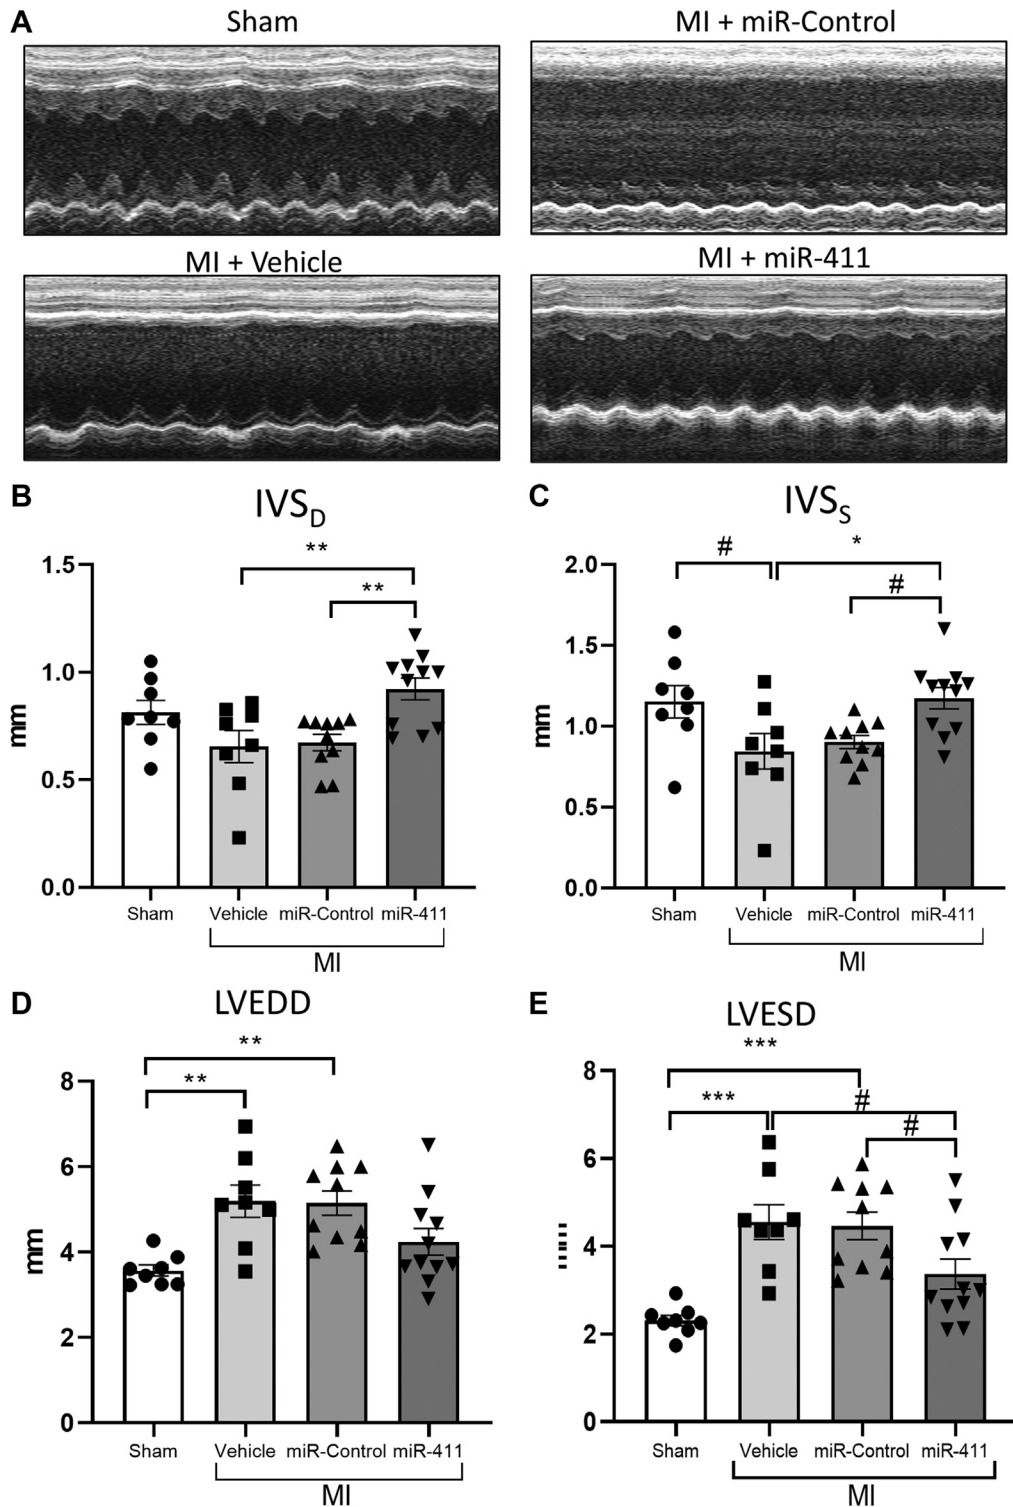 A
Sham
MI + miR-Control
MI + Vehicle
MI + miR-411
B
IVSD
**
**
1.5
1.0
0.5
0.0
mm
Sham
Vehicle
miR-Control
miR-411
MI
C
IVSS
#
*
#
2.0
1.5
1.0
0.5
0.0
mm
Sham
Vehicle
miR-Control
miR-411
MI
D
LVEDD
**
**
8
6
4
2
0
mm
Sham
Vehicle
miR-Control
miR-411
MI
E
LVESD
***
***
#
#
8
6
4
2
0
Sham
Vehicle
miR-Control
miR-411
MI